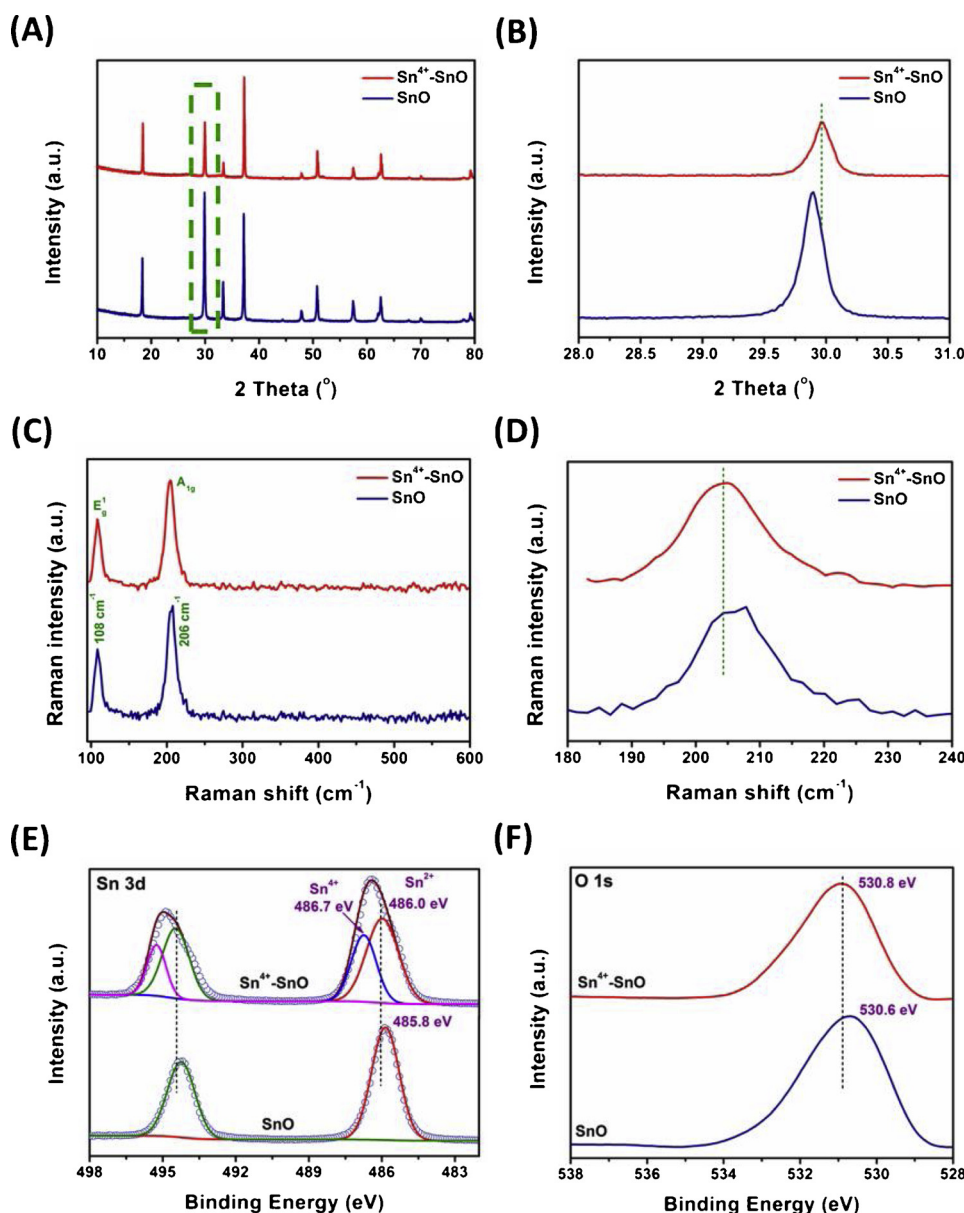 (A)
Sn⁴⁺-SnO
SnO
Intensity (a.u.)
10 20 30 40 50 60 70 80
2 Theta (°)
(B)
Sn⁴⁺-SnO
SnO
Intensity (a.u.)
28.0 28.5 29.0 29.5 30.0 30.5 31.0
2 Theta (°)
(C)
Sn⁴⁺-SnO
SnO
E¹g
A₁g
108 cm⁻¹
206 cm⁻¹
Raman intensity (a.u.)
100 200 300 400 500 600
Raman shift (cm⁻¹)
(D)
Sn⁴⁺-SnO
SnO
Raman intensity (a.u.)
180 190 200 210 220 230 240
Raman shift (cm⁻¹)
(E)
Sn 3d
Sn⁴⁺
486.7 eV
Sn²⁺
486.0 eV
Sn⁴⁺-SnO
485.8 eV
SnO
Intensity (a.u.)
498 495 492 489 486 483
Binding Energy (eV)
(F)
O 1s
530.8 eV
Sn⁴⁺-SnO
530.6 eV
SnO
Intensity (a.u.)
538 536 534 532 530 528
Binding Energy (eV)